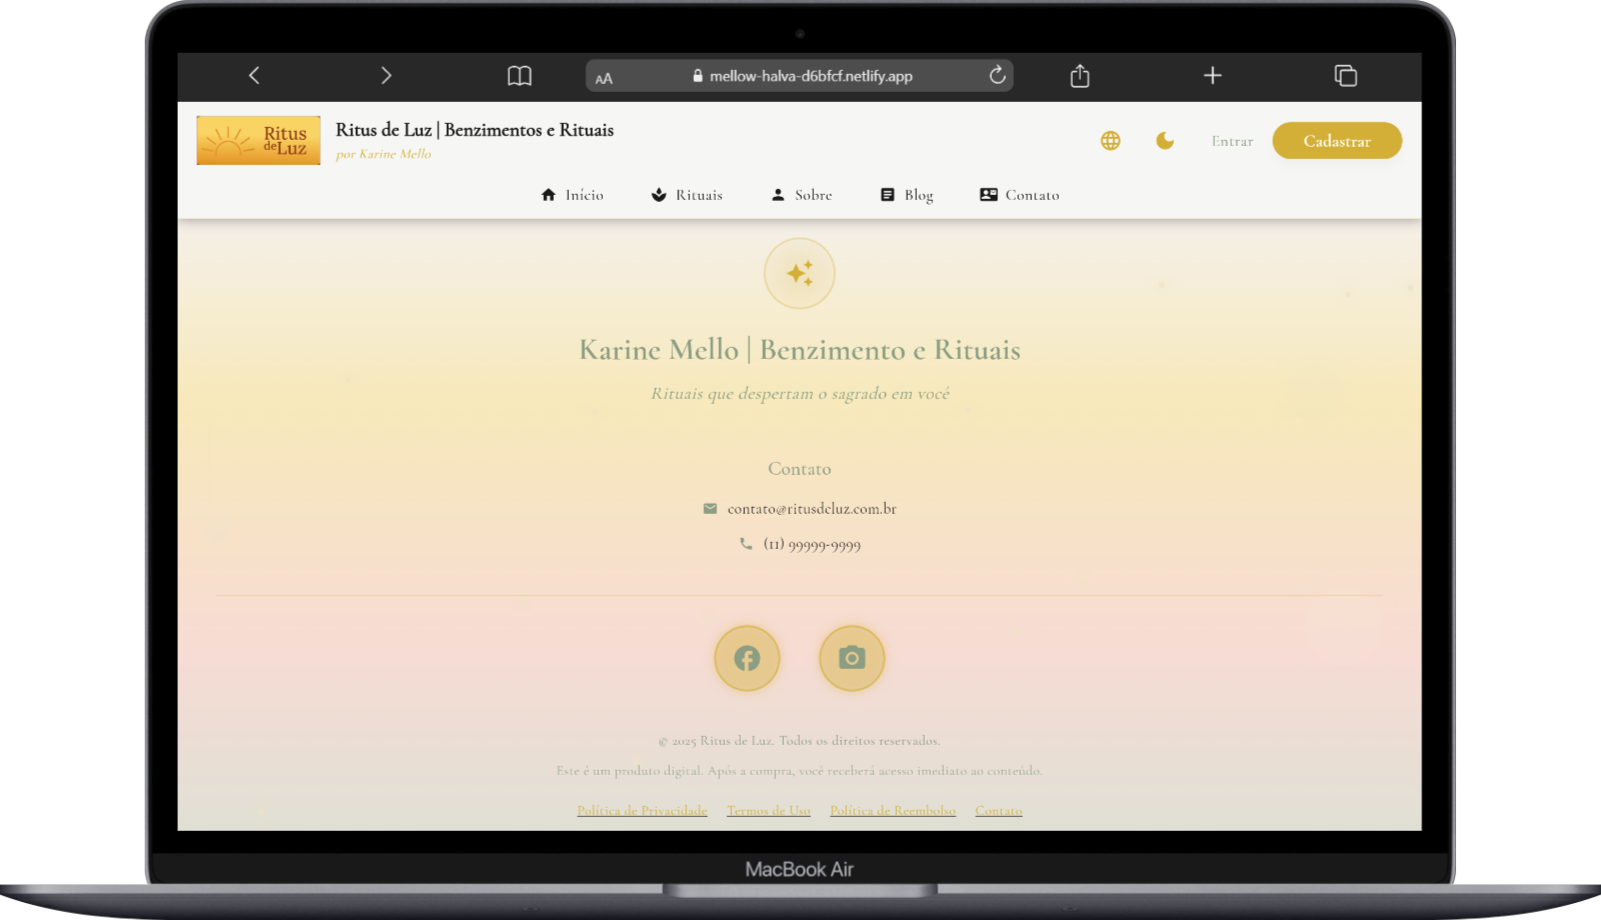 AA mellow-halva-d6bfcf.netlify.app
Ritus
de Luz
Ritus de Luz | Benzimentos e Rituais
por Karine Mello
Entrar
Cadastrar
Início Rituais Sobre Blog Contato
Karine Mello | Benzimento e Rituais
Rituais que despertam o sagrado em você
Contato
contato@ritusdeluz.com.br
(11) 99999-9999
© 2025 Ritus de Luz. Todos os direitos reservados.
Este é um produto digital. Após a compra, você receberá acesso imediato ao conteúdo.
Política de Privacidade Termos de Uso Política de Reembolso Contato
MacBook Air